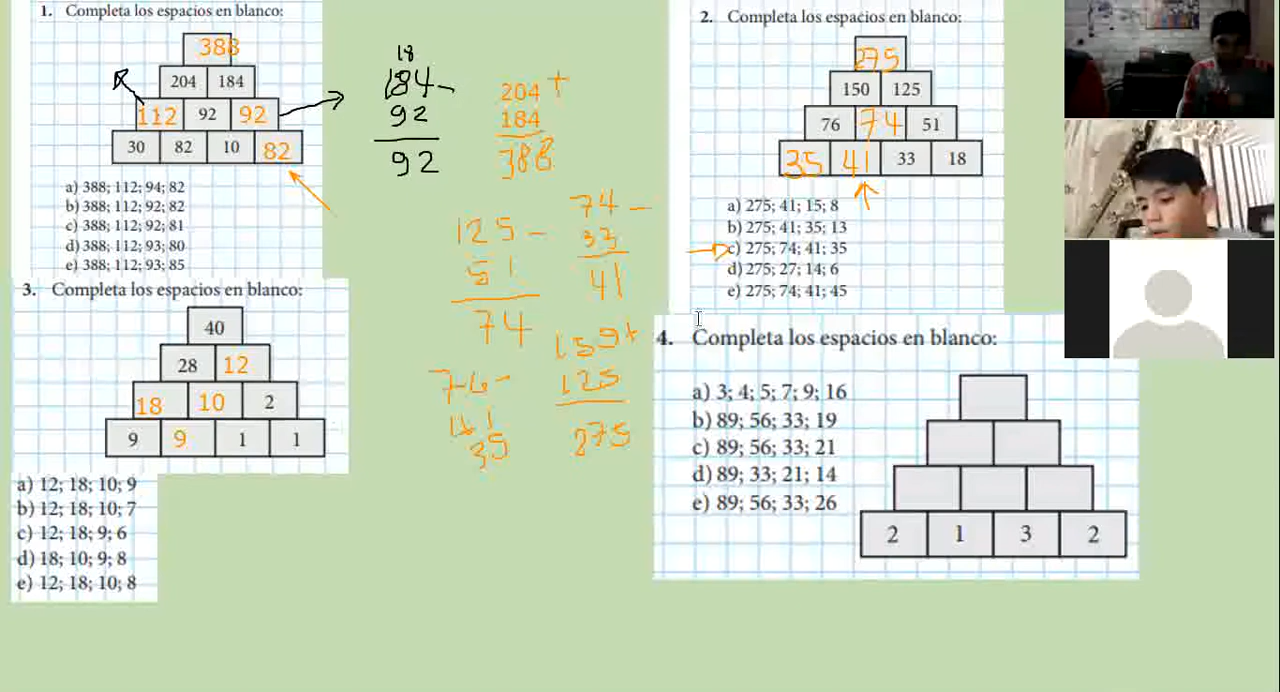 1. Completa los espacios en blanco:
388
204 184
112 92 92
30 82 10 82
a) 388; 112; 94; 82
b) 388; 112; 92; 82
c) 388; 112; 92; 81
d) 388; 112; 93; 80
e) 388; 112; 93; 85
18
184 -
92
92
204 +
184
388
125 -
51
74
74 -
33
41
76 -
41
35
159 +
125
275
2. Completa los espacios en blanco:
275
150 125
76 74 51
35 41 33 18
a) 275; 41; 15; 8
b) 275; 41; 35; 13
c) 275; 74; 41; 35
d) 275; 27; 14; 6
e) 275; 74; 41; 45
3. Completa los espacios en blanco:
40
28 12
18 10 2
9 9 1 1
a) 12; 18; 10; 9
b) 12; 18; 10; 7
c) 12; 18; 9; 6
d) 18; 10; 9; 8
e) 12; 18; 10; 8
4. Completa los espacios en blanco:
a) 3; 4; 5; 7; 9; 16
b) 89; 56; 33; 19
c) 89; 56; 33; 21
d) 89; 33; 21; 14
e) 89; 56; 33; 26
2 1 3 2